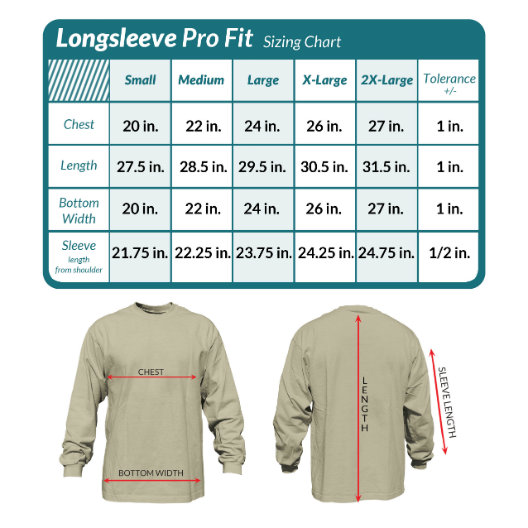 Longsleeve Pro Fit Sizing Chart
Small Medium Large X-Large 2X-Large Tolerance
+/-
Chest 20 in. 22 in. 24 in. 26 in. 27 in. 1 in.
Length 27.5 in. 28.5 in. 29.5 in. 30.5 in. 31.5 in. 1 in.
Bottom
Width 20 in. 22 in. 24 in. 26 in. 27 in. 1 in.
Sleeve
length
from shoulder 21.75 in. 22.25 in. 23.75 in. 24.25 in. 24.75 in. 1/2 in.
CHEST
BOTTOM WIDTH
LENGTH
SLEEVE LENGTH